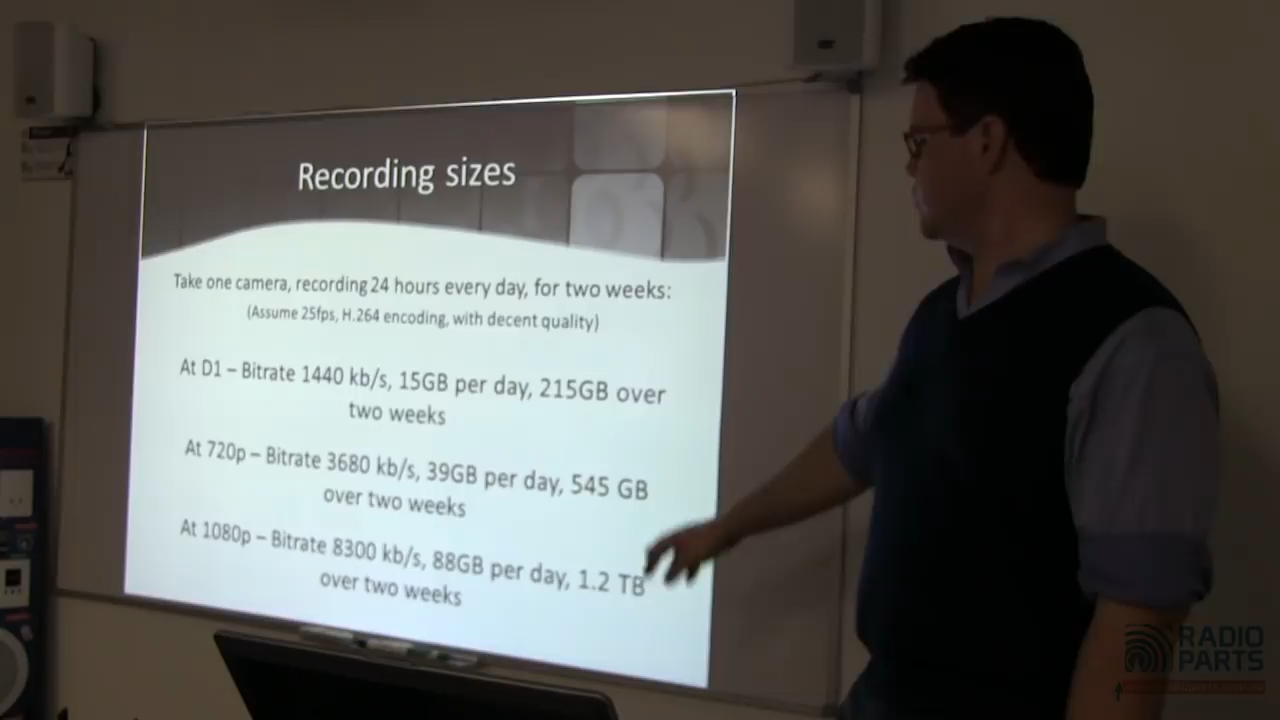 Recording sizes
Take one camera, recording 24 hours every day, for two weeks:
(Assume 25fps, H.264 encoding, with decent quality)
At D1 – Bitrate 1440 kb/s, 15GB per day, 215GB over
two weeks
At 720p – Bitrate 3680 kb/s, 39GB per day, 545 GB
over two weeks
At 1080p – Bitrate 8300 kb/s, 88GB per day, 1.2 TB
over two weeks
RADIO
PARTS